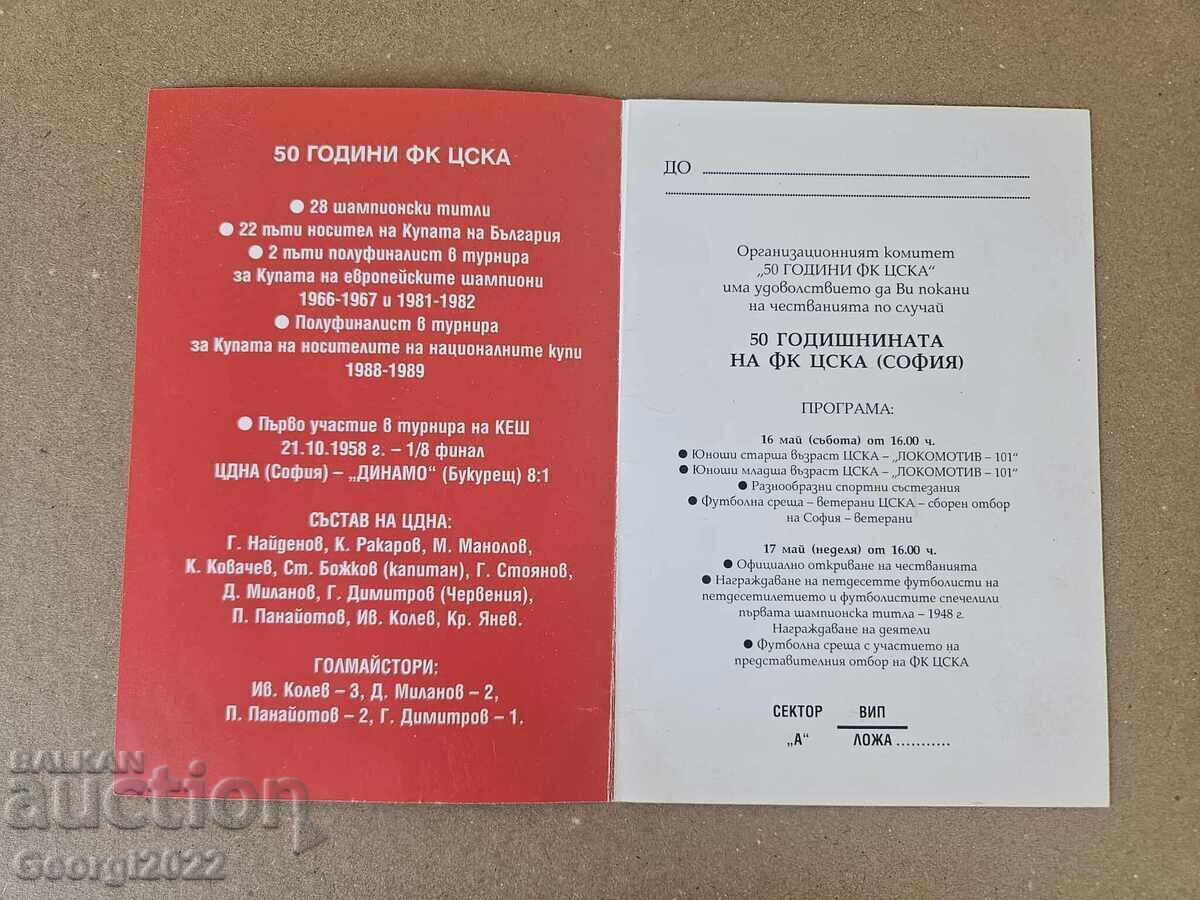 50 ГОДИНИ ФК ЦСКА
● 28 шампионски титли
● 22 пъти носител на Купата на България
● 2 пъти полуфиналист в турнира
за Купата на европейските шампиони
1966-1967 и 1981-1982
● Полуфиналист в турнира
за Купата на носителите на националните купи
1988-1989
● Първо участие в турнира на КЕШ
21.10.1958 г. – 1/8 финал
ЦДНА (София) – „ДИНАМО“ (Букурещ) 8:1
СЪСТАВ НА ЦДНА:
Г. Найденов, К. Ракаров, М. Манолов,
К. Ковачев, Ст. Божков (капитан), Г. Стоянов,
Д. Миланов, Г. Димитров (Червения),
П. Панайотов, Ив. Колев, Кр. Янев.
ГОЛМАЙСТОРИ:
Ив. Колев – 3, Д. Миланов – 2,
П. Панайотов – 2, Г. Димитров – 1.
ДО
Организационният комитет
„50 ГОДИНИ ФК ЦСКА“
има удоволствието да Ви покани
на честванията по случай
50 ГОДИШНИНАТА
НА ФК ЦСКА (СОФИЯ)
ПРОГРАМА:
16 май (събота) от 16.00 ч.
● Юноши старша възраст ЦСКА – „ЛОКОМОТИВ – 101“
● Юноши младша възраст ЦСКА – „ЛОКОМОТИВ – 101“
● Разнообразни спортни състезания
● Футболна среща – ветерани ЦСКА – сборен отбор
на София – ветерани
17 май (неделя) от 16.00 ч.
● Официално откриване на честванията
● Награждаване на петдесетте футболисти на
петдесетилетието и футболистите спечелили
първата шампионска титла – 1948 г.
Награждаване на деятели
● Футболна среща с участието на
представителния отбор на ФК ЦСКА
СЕКТОР ВИП
„А“ ЛОЖА...........
BALKAN
auction
Georgi2022